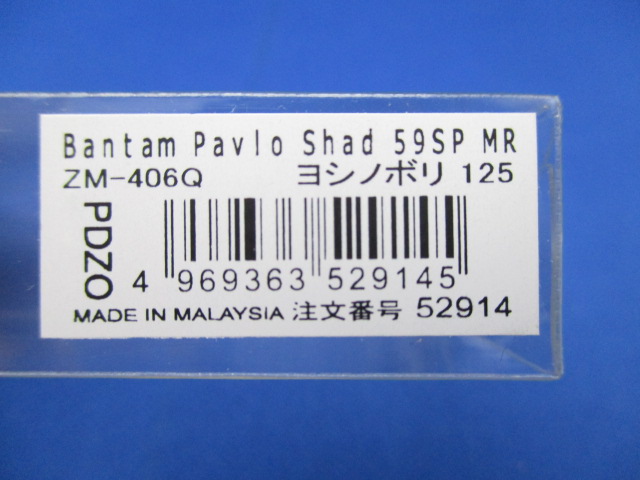 Bantam Pavlo Shad 59SP MR
ZM-406Q ヨシノボリ 125
PDZO
4 969363 529145
MADE IN MALAYSIA 注文番号 52914